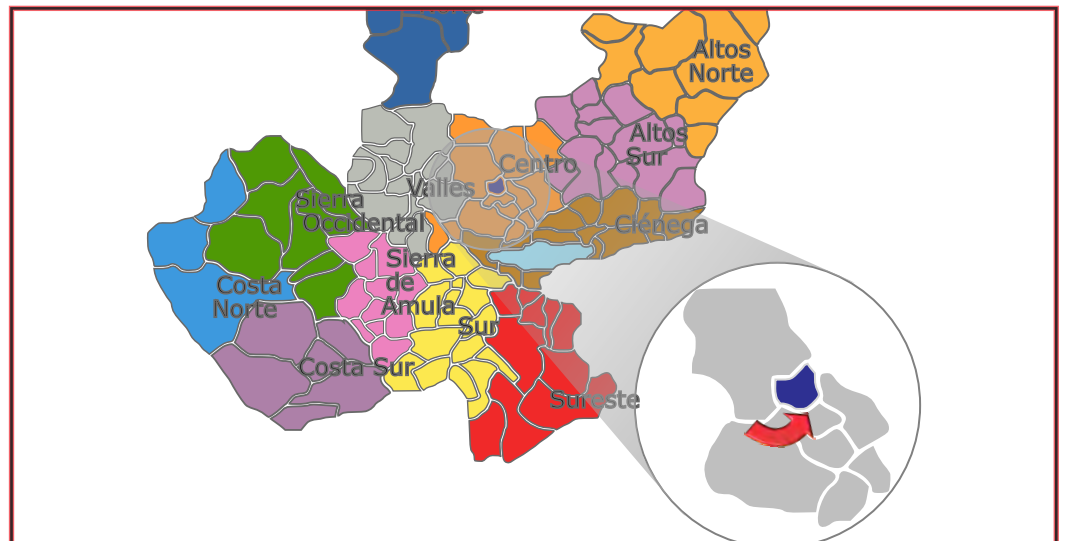 Altos
Norte
Altos
Sur
Centro
Valles
Sierra
Occidental
Ciénega
Sierra
de
Amula
Costa
Norte
Sur
Costa Sur
Sureste